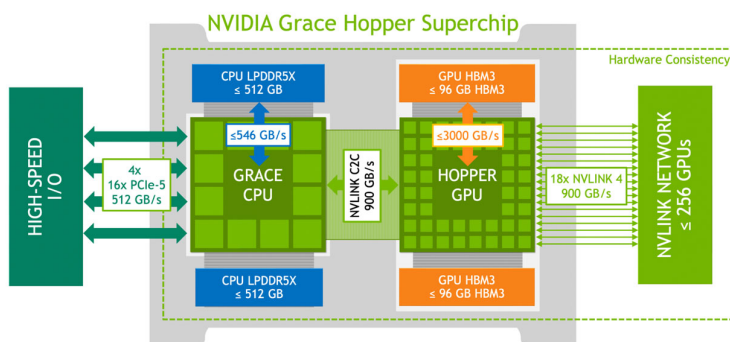 NVIDIA Grace Hopper Superchip
Hardware Consistency
CPU LPDDR5X
≤ 512 GB
GPU HBM3
≤ 96 GB HBM3
HIGH-SPEED
I/O
4x
16x PCIe-5
512 GB/s
≤546 GB/s
GRACE
CPU
NVLINK C2C
900 GB/s
≤3000 GB/s
HOPPER
GPU
18x NVLINK 4
900 GB/s
NVLINK NETWORK
≤ 256 GPUs
CPU LPDDR5X
≤ 512 GB
GPU HBM3
≤ 96 GB HBM3